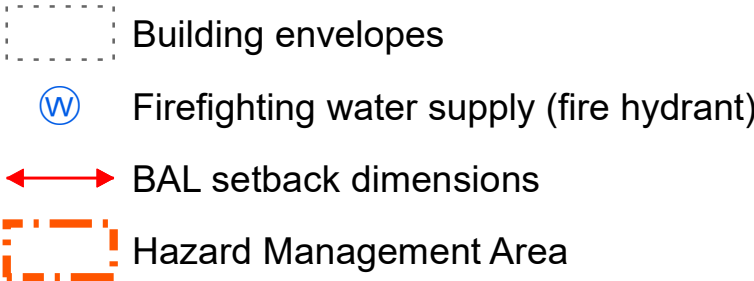 Building envelopes
W Firefighting water supply (fire hydrant)
BAL setback dimensions
Hazard Management Area